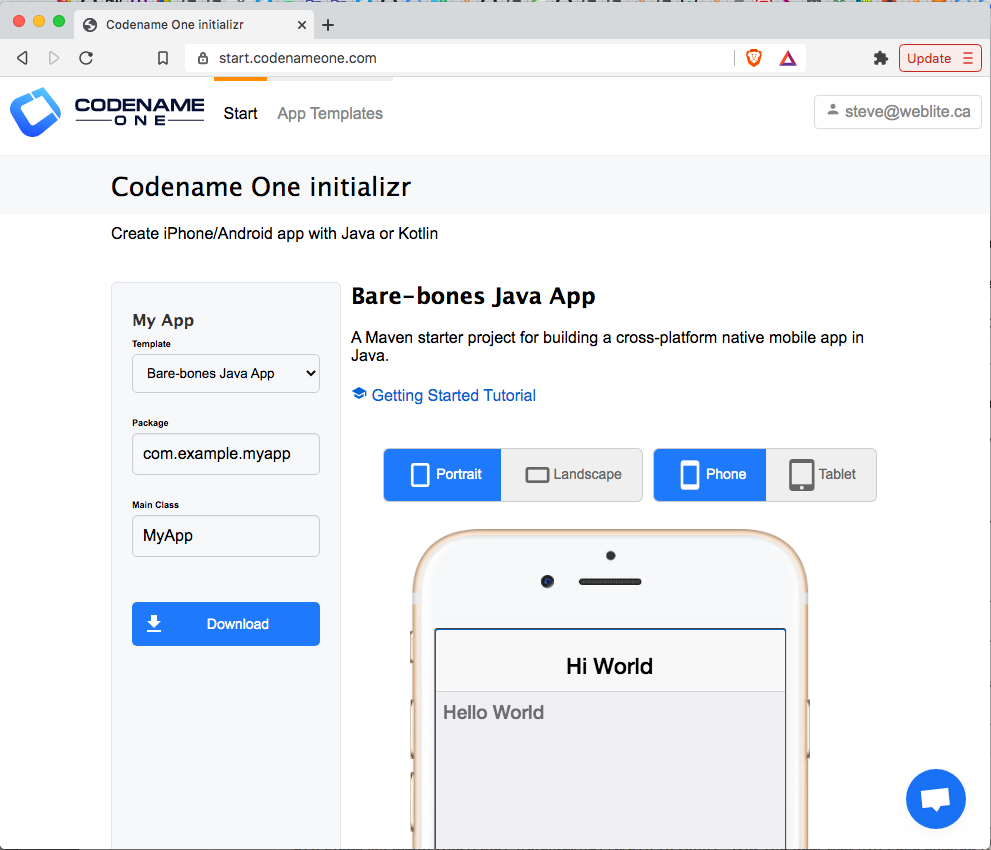 Codename One initializr
start.codenameone.com
Update
CODENAME
ONE
Start
App Templates
steve@weblite.ca
Codename One initializr
Create iPhone/Android app with Java or Kotlin
My App
Template
Bare-bones Java App
Package
com.example.myapp
Main Class
MyApp
Download
Bare-bones Java App
A Maven starter project for building a cross-platform native mobile app in
Java.
Getting Started Tutorial
Portrait
Landscape
Phone
Tablet
Hi World
Hello World